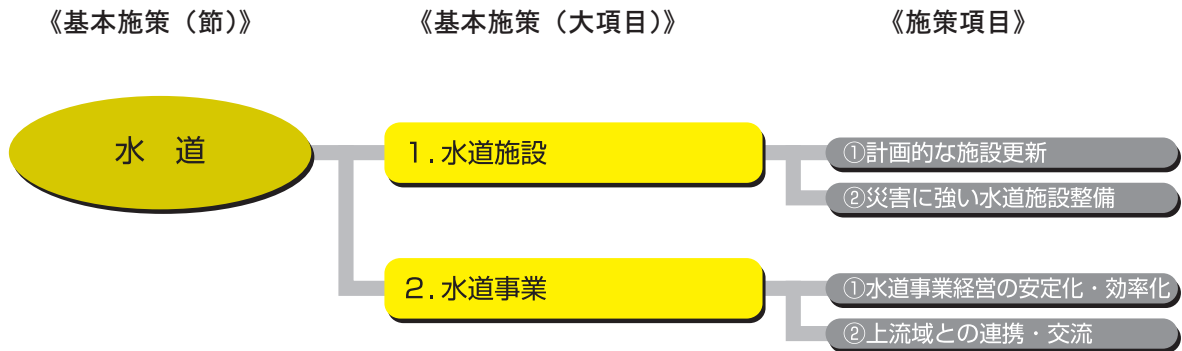 《基本施策（節）》
《基本施策（大項目）》
《施策項目》
水　道
1．水道施設
①計画的な施設更新
②災害に強い水道施設整備
2．水道事業
①水道事業経営の安定化・効率化
②上流域との連携・交流